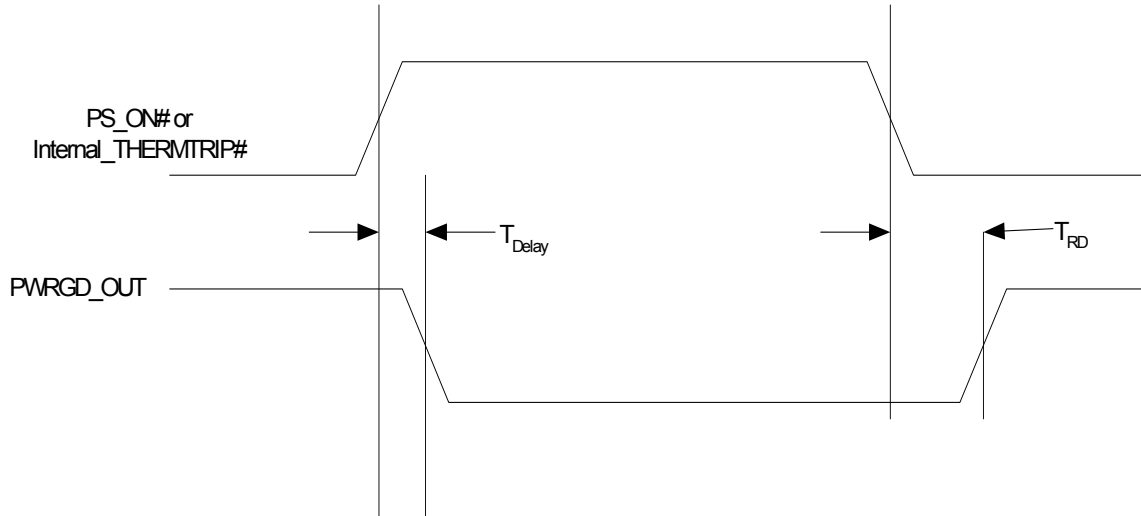 PS_ON# or
Internal_THERMTRIP#
T_Delay
T_RD
PWRGD_OUT